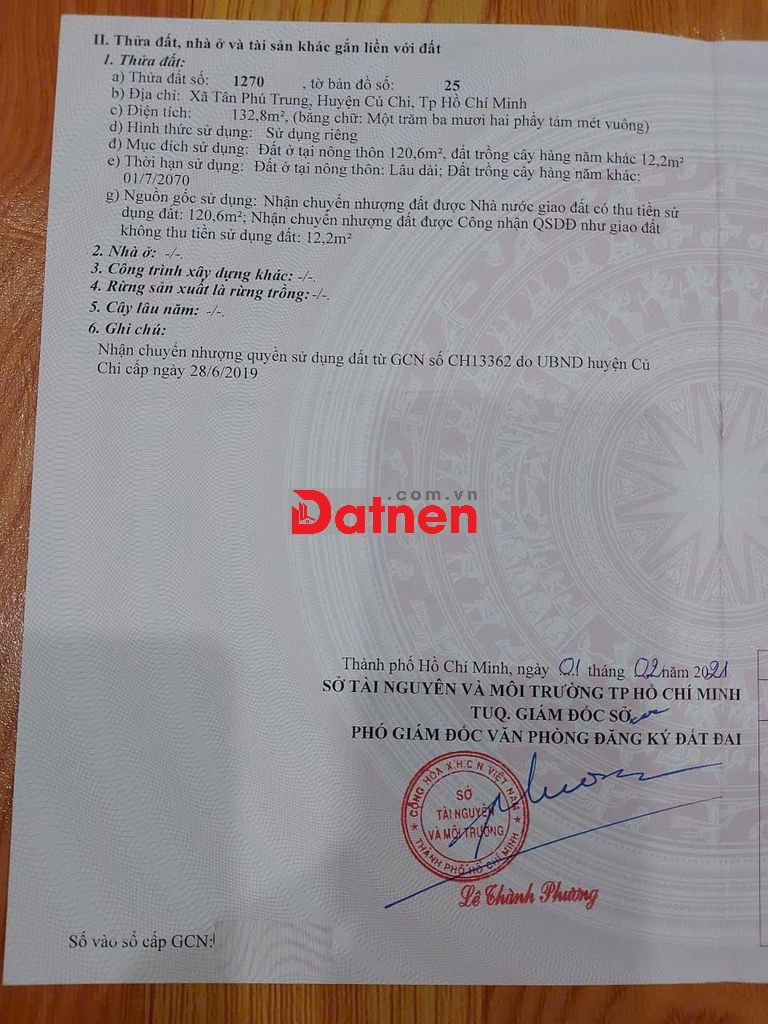 II. Thửa đất, nhà ở và tài sản khác gắn liền với đất
1. Thửa đất:
a) Thửa đất số: 1270 , tờ bản đồ số: 25
b) Địa chỉ: Xã Tân Phú Trung, Huyện Củ Chi, Tp Hồ Chí Minh
c) Diện tích: 132,8m², (bằng chữ: Một trăm ba mươi hai phẩy tám mét vuông)
d) Hình thức sử dụng: Sử dụng riêng
đ) Mục đích sử dụng: Đất ở tại nông thôn 120,6m², đất trồng cây hàng năm khác 12,2m²
e) Thời hạn sử dụng: Đất ở tại nông thôn: Lâu dài; Đất trồng cây hàng năm khác:
01/7/2070
g) Nguồn gốc sử dụng: Nhận chuyển nhượng đất được Nhà nước giao đất có thu tiền sử
dụng đất: 120,6m²; Nhận chuyển nhượng đất được Công nhận QSDĐ như giao đất
không thu tiền sử dụng đất: 12,2m²
2. Nhà ở: -/-.
3. Công trình xây dựng khác: -/-.
4. Rừng sản xuất là rừng trồng: -/-.
5. Cây lâu năm: -/-.
6. Ghi chú:
Nhận chuyển nhượng quyền sử dụng đất từ GCN số CH13362 do UBND huyện Củ
Chi cấp ngày 28/6/2019
.com.vn
Datnen
Thành phố Hồ Chí Minh, ngày 01 tháng 02 năm 2021
SỞ TÀI NGUYÊN VÀ MÔI TRƯỜNG TP HỒ CHÍ MINH
TUQ. GIÁM ĐỐC SỞ
PHÓ GIÁM ĐỐC VĂN PHÒNG ĐĂNG KÝ ĐẤT ĐAI
CỘNG HÒA X.H.C.N VIỆT NAM
SỞ
TÀI NGUYÊN
VÀ MÔI TRƯỜNG
THÀNH PHỐ HỒ CHÍ MINH
Lê Thành Phương
Số vào sổ cấp GCN: